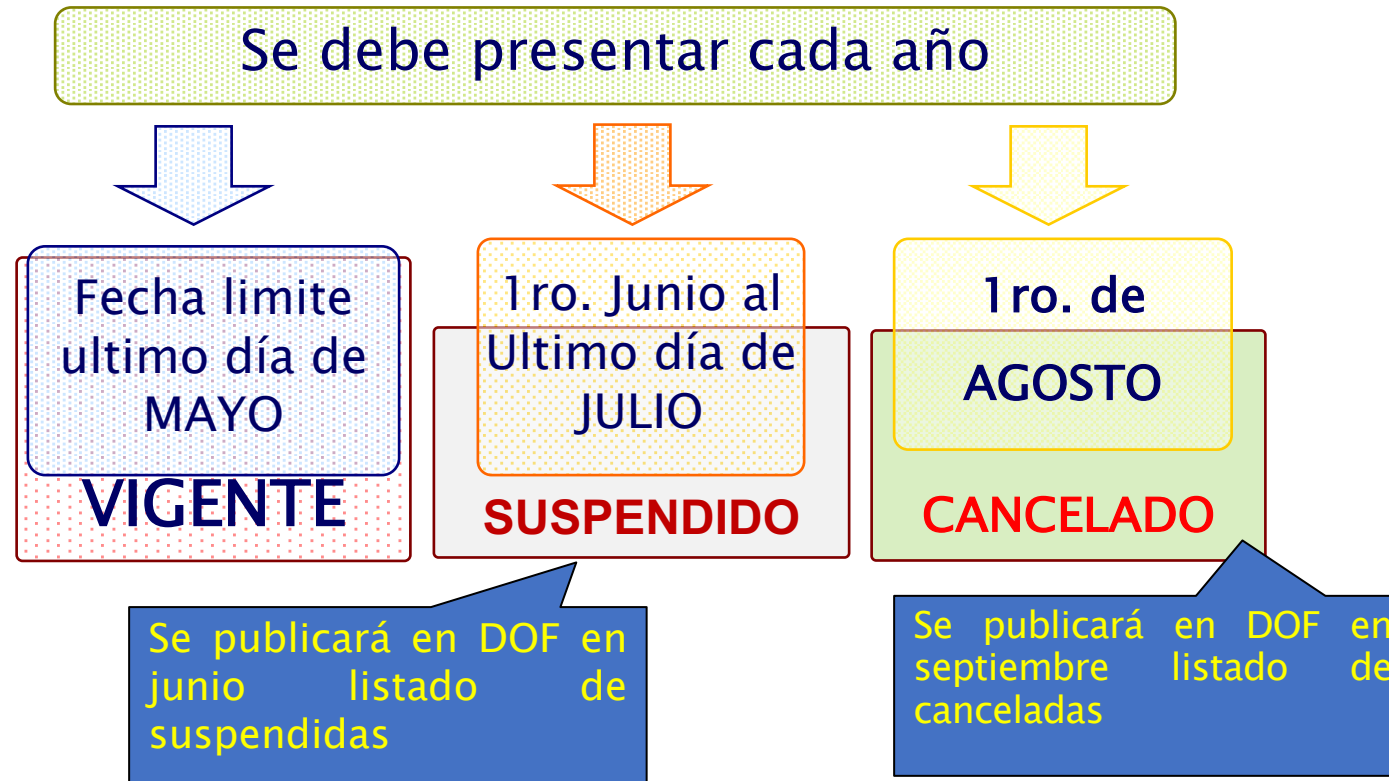 Se debe presentar cada año
Fecha limite
ultimo día de
MAYO
VIGENTE
1ro. Junio al
Ultimo día de
JULIO
SUSPENDIDO
1ro. de
AGOSTO
CANCELADO
Se publicará en DOF en
junio listado de
suspendidas
Se publicará en DOF en
septiembre listado de
canceladas